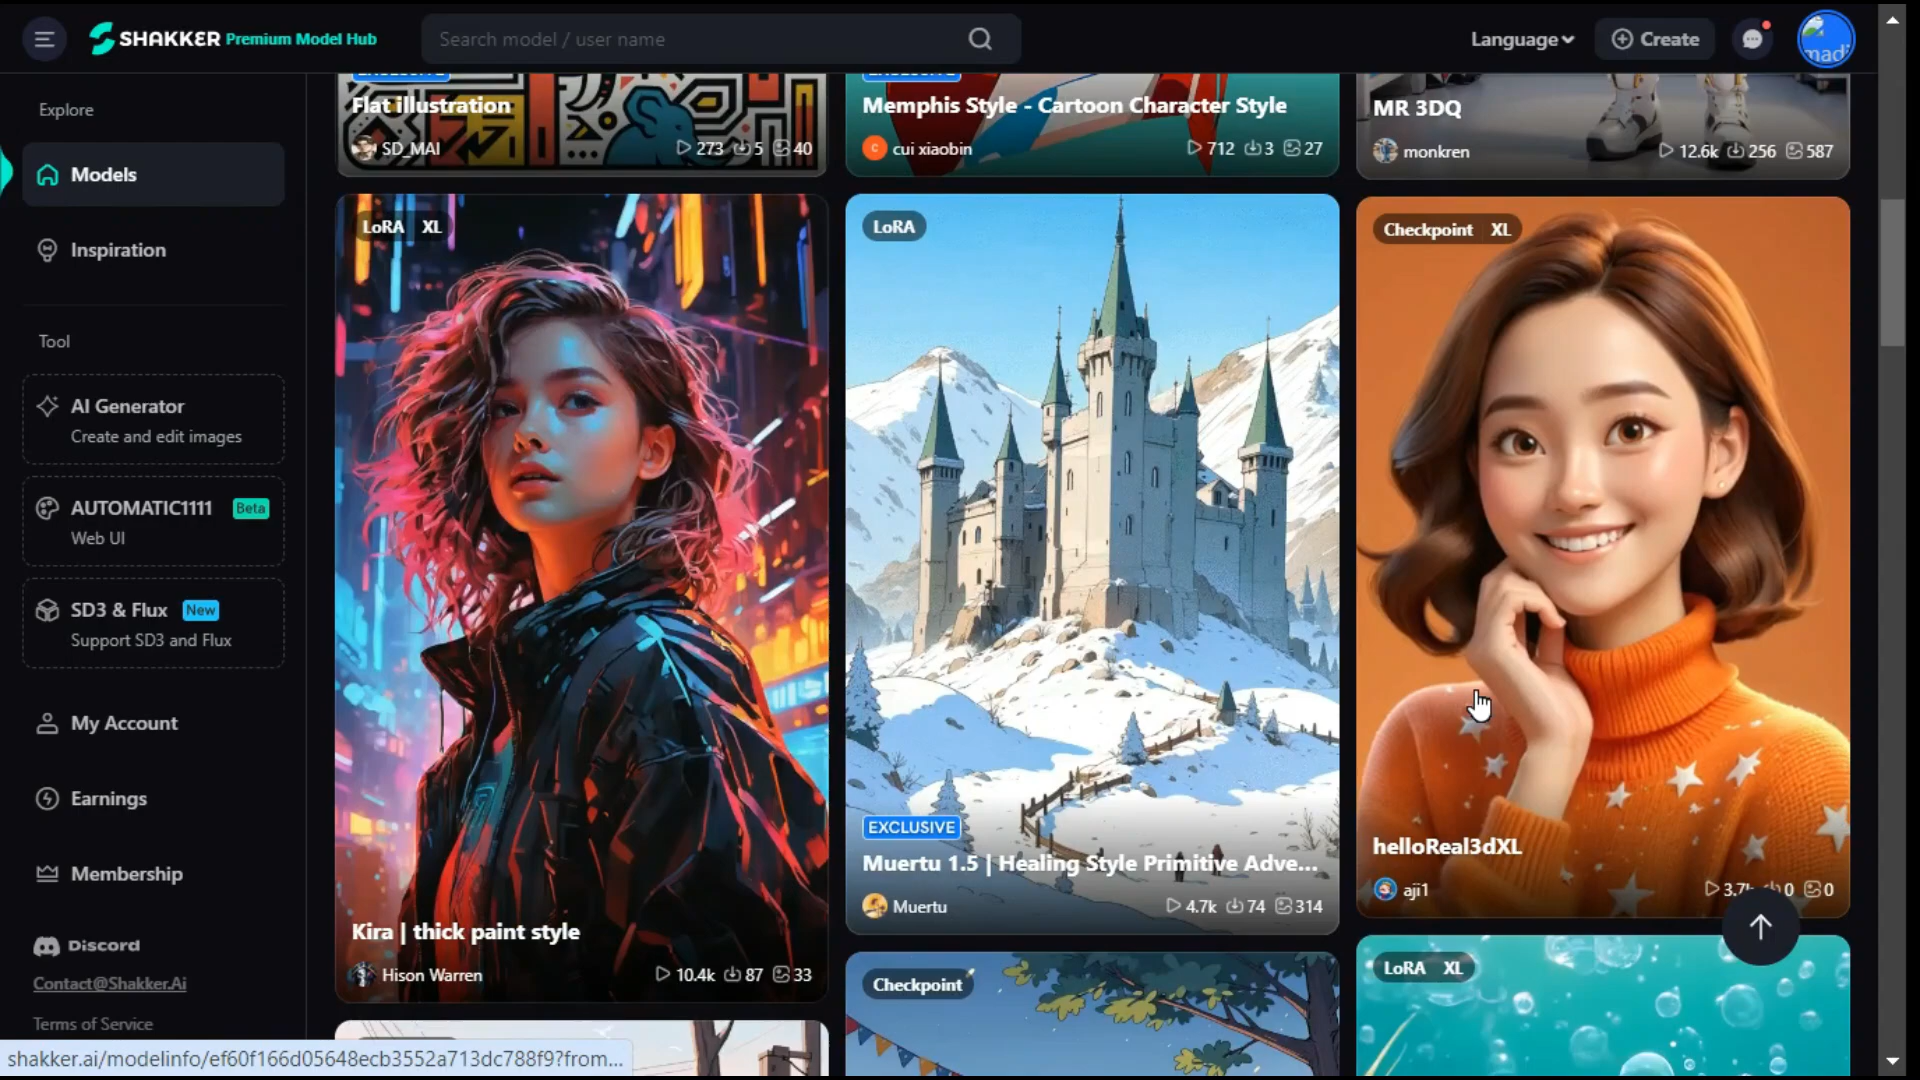 SHAKKER Premium Model Hub
Search model / user name
Language
Create
madi
Explore
Models
Inspiration
Tool
AI Generator
Create and edit images
AUTOMATIC1111 Beta
Web UI
SD3 & Flux New
Support SD3 and Flux
My Account
Earnings
Membership
Discord
Contact@Shakker.Ai
Terms of Service
EXCLUSIVE
Flat illustration
SD_MAI
273 5 40
EXCLUSIVE
Memphis Style - Cartoon Character Style
cui xiaobin
712 3 27
MR 3DQ
monkren
12.6k 256 587
LoRA XL
Kira | thick paint style
Hison Warren
10.4k 87 33
LoRA
EXCLUSIVE
Muertu 1.5 | Healing Style Primitive Adve...
Muertu
4.7k 74 314
Checkpoint XL
helloReal3dXL
aji1
3.7k 0 0
Checkpoint
LoRA XL
shakker.ai/modelinfo/ef60f166d05648ecb3552a713dc788f9?from...